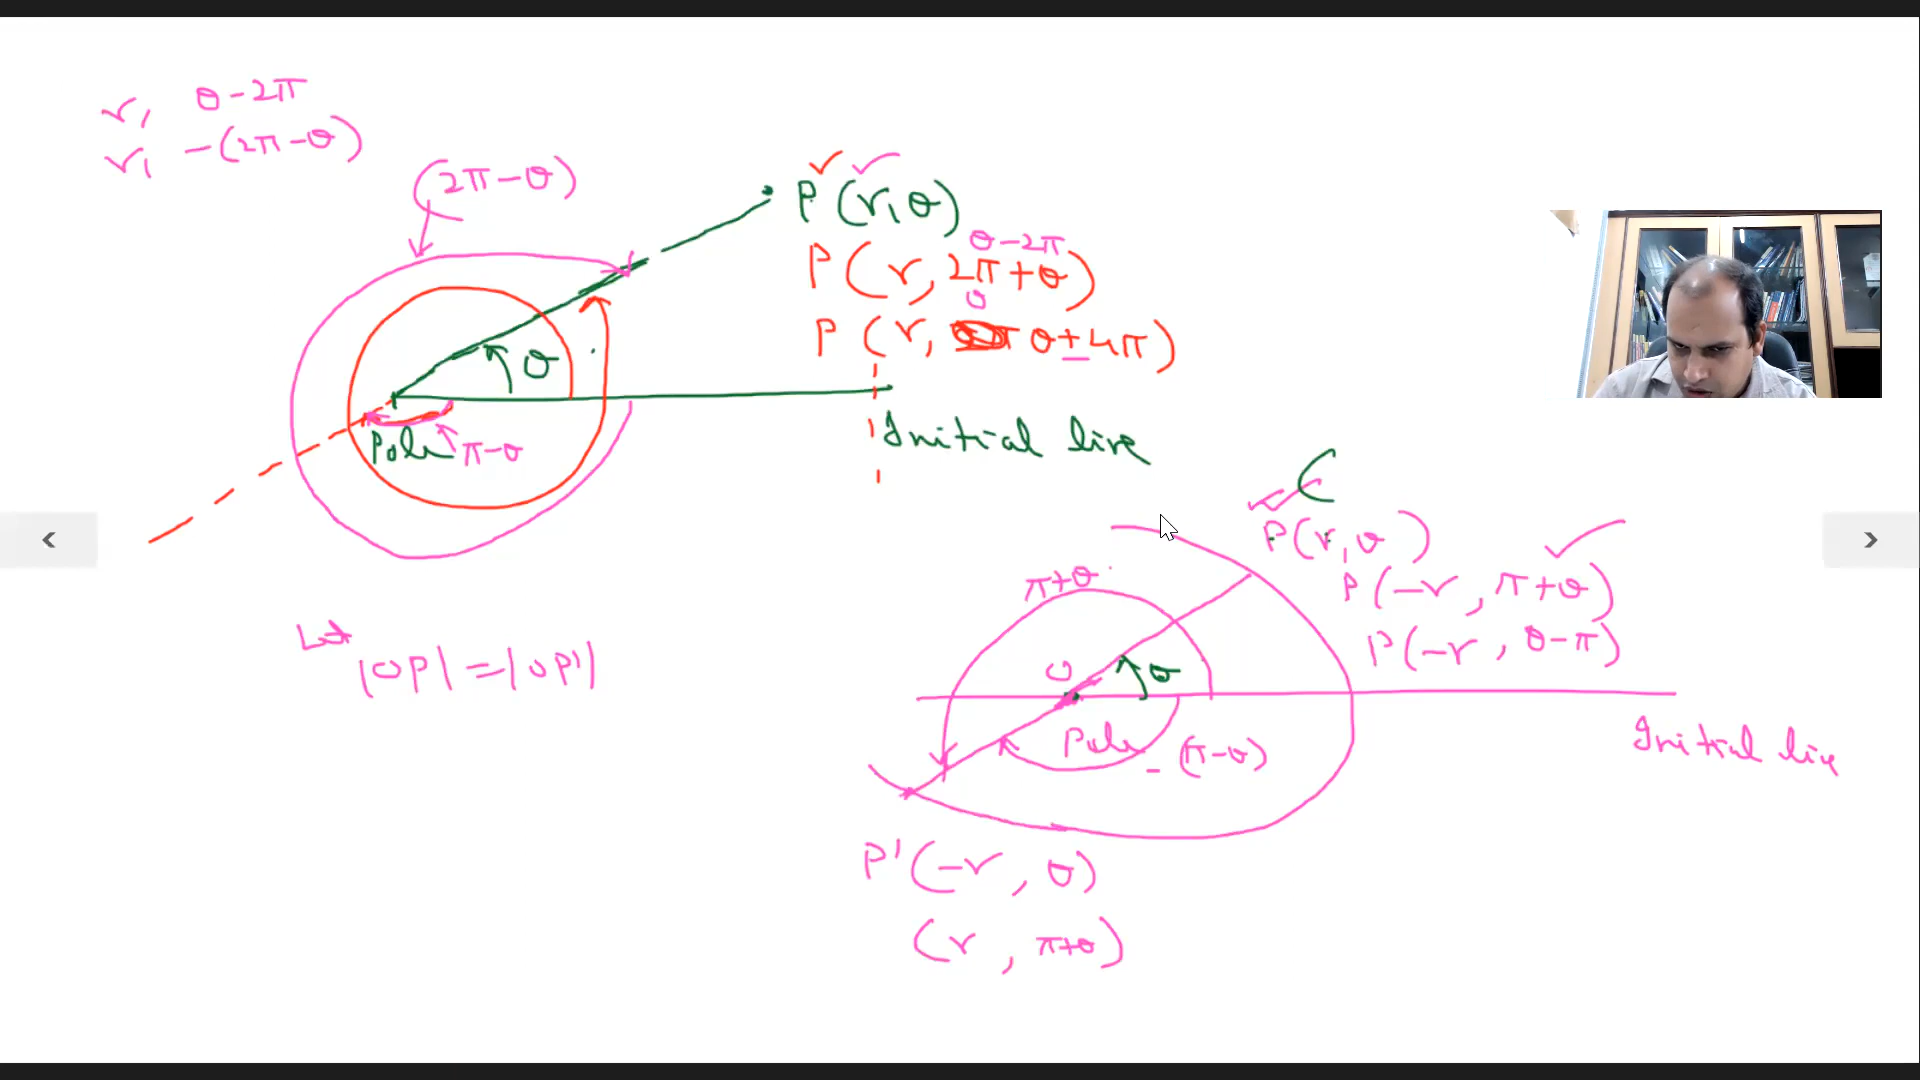 r, θ-2π
r, -(2π-θ)
(2π-θ)
P (r, θ)
θ-2π
P (r, 2π+θ)
P (r, θ±4π)
θ
Pole
π-θ
Initial line
Let |OP| = |OP'|
P(r, θ)
π+θ
P(-r, π+θ)
P(-r, θ-π)
O
θ
Pole
-(π-θ)
Initial line
P'(-r, θ)
(r, π+θ)